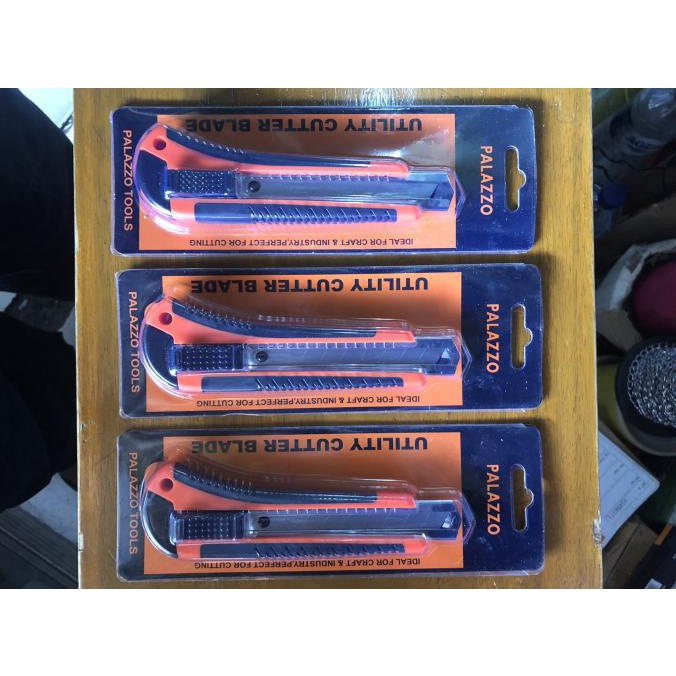 PALAZZO TOOLS
UTILITY CUTTER BLADE
IDEAL FOR CRAFT & INDUSTRY,PERFECT FOR CUTTING
PALAZZO
PALAZZO TOOLS
UTILITY CUTTER BLADE
IDEAL FOR CRAFT & INDUSTRY,PERFECT FOR CUTTING
PALAZZO
PALAZZO TOOLS
UTILITY CUTTER BLADE
IDEAL FOR CRAFT & INDUSTRY,PERFECT FOR CUTTING
PALAZZO